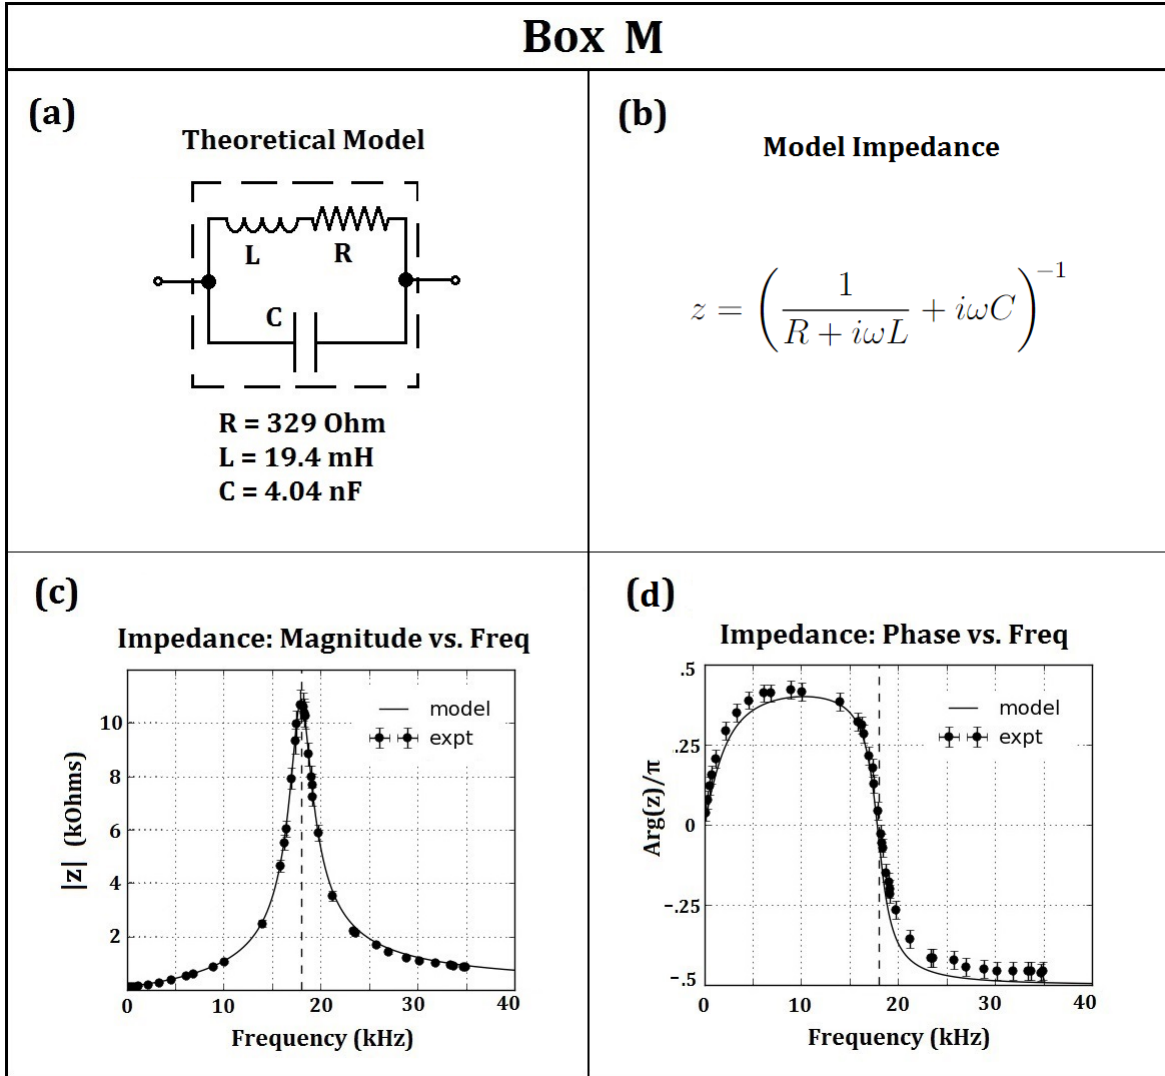 Box M
(a)
Theoretical Model
L
R
C
R = 329 Ohm
L = 19.4 mH
C = 4.04 nF
(b)
Model Impedance
z = ( 1 / (R + iωL) + iωC )^−1
(c)
Impedance: Magnitude vs. Freq
|z| (kOhms)
10
8
6
4
2
0
10
20
30
40
model
expt
Frequency (kHz)
(d)
Impedance: Phase vs. Freq
Arg(z)/π
.5
.25
0
−.25
−.5
0
10
20
30
40
model
expt
Frequency (kHz)